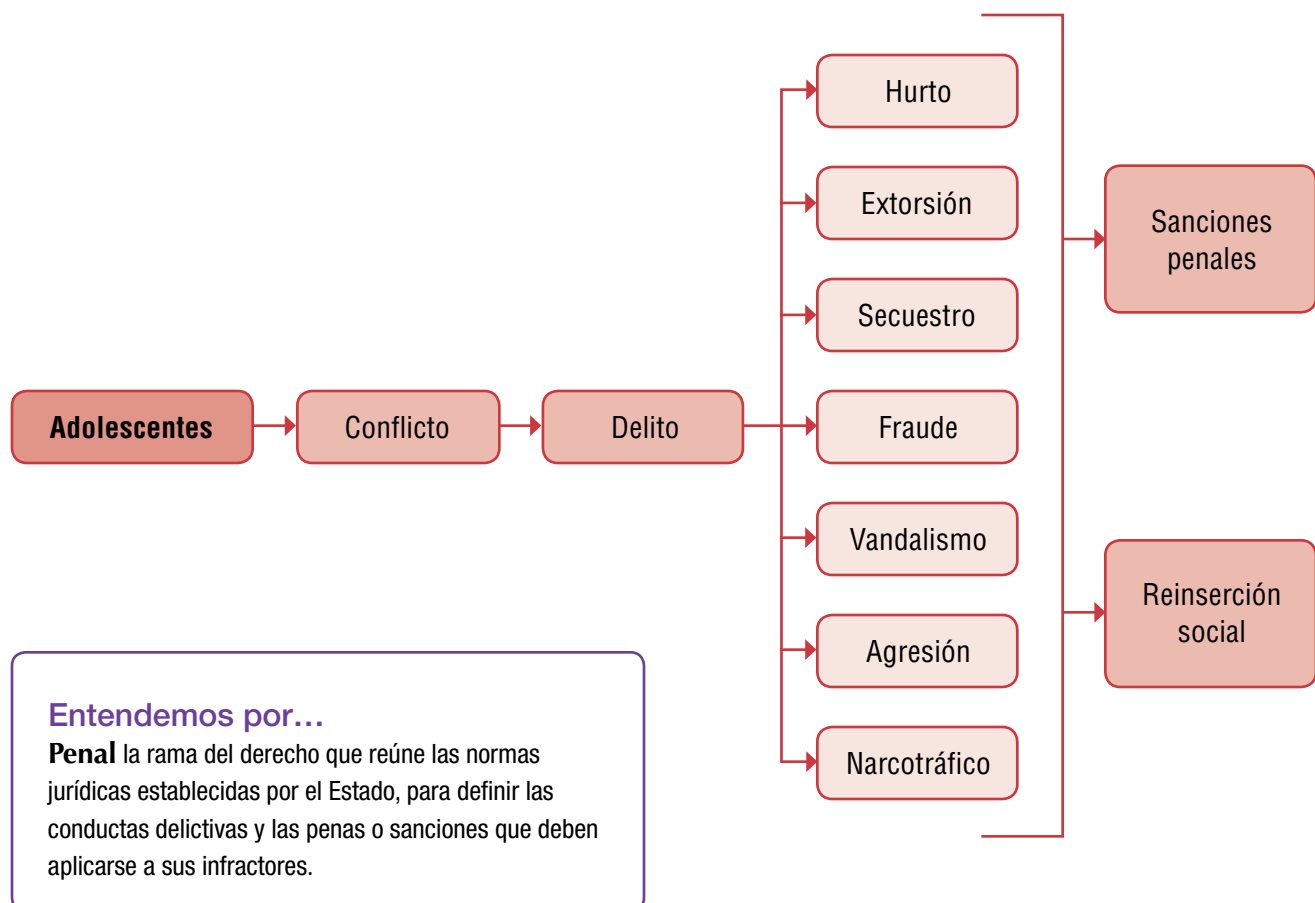 Hurto
Extorsión
Sanciones
penales
Secuestro
Adolescentes
Conflicto
Delito
Fraude
Vandalismo
Reinserción
social
Agresión
Narcotráfico
Entendemos por…
Penal la rama del derecho que reúne las normas
jurídicas establecidas por el Estado, para definir las
conductas delictivas y las penas o sanciones que deben
aplicarse a sus infractores.